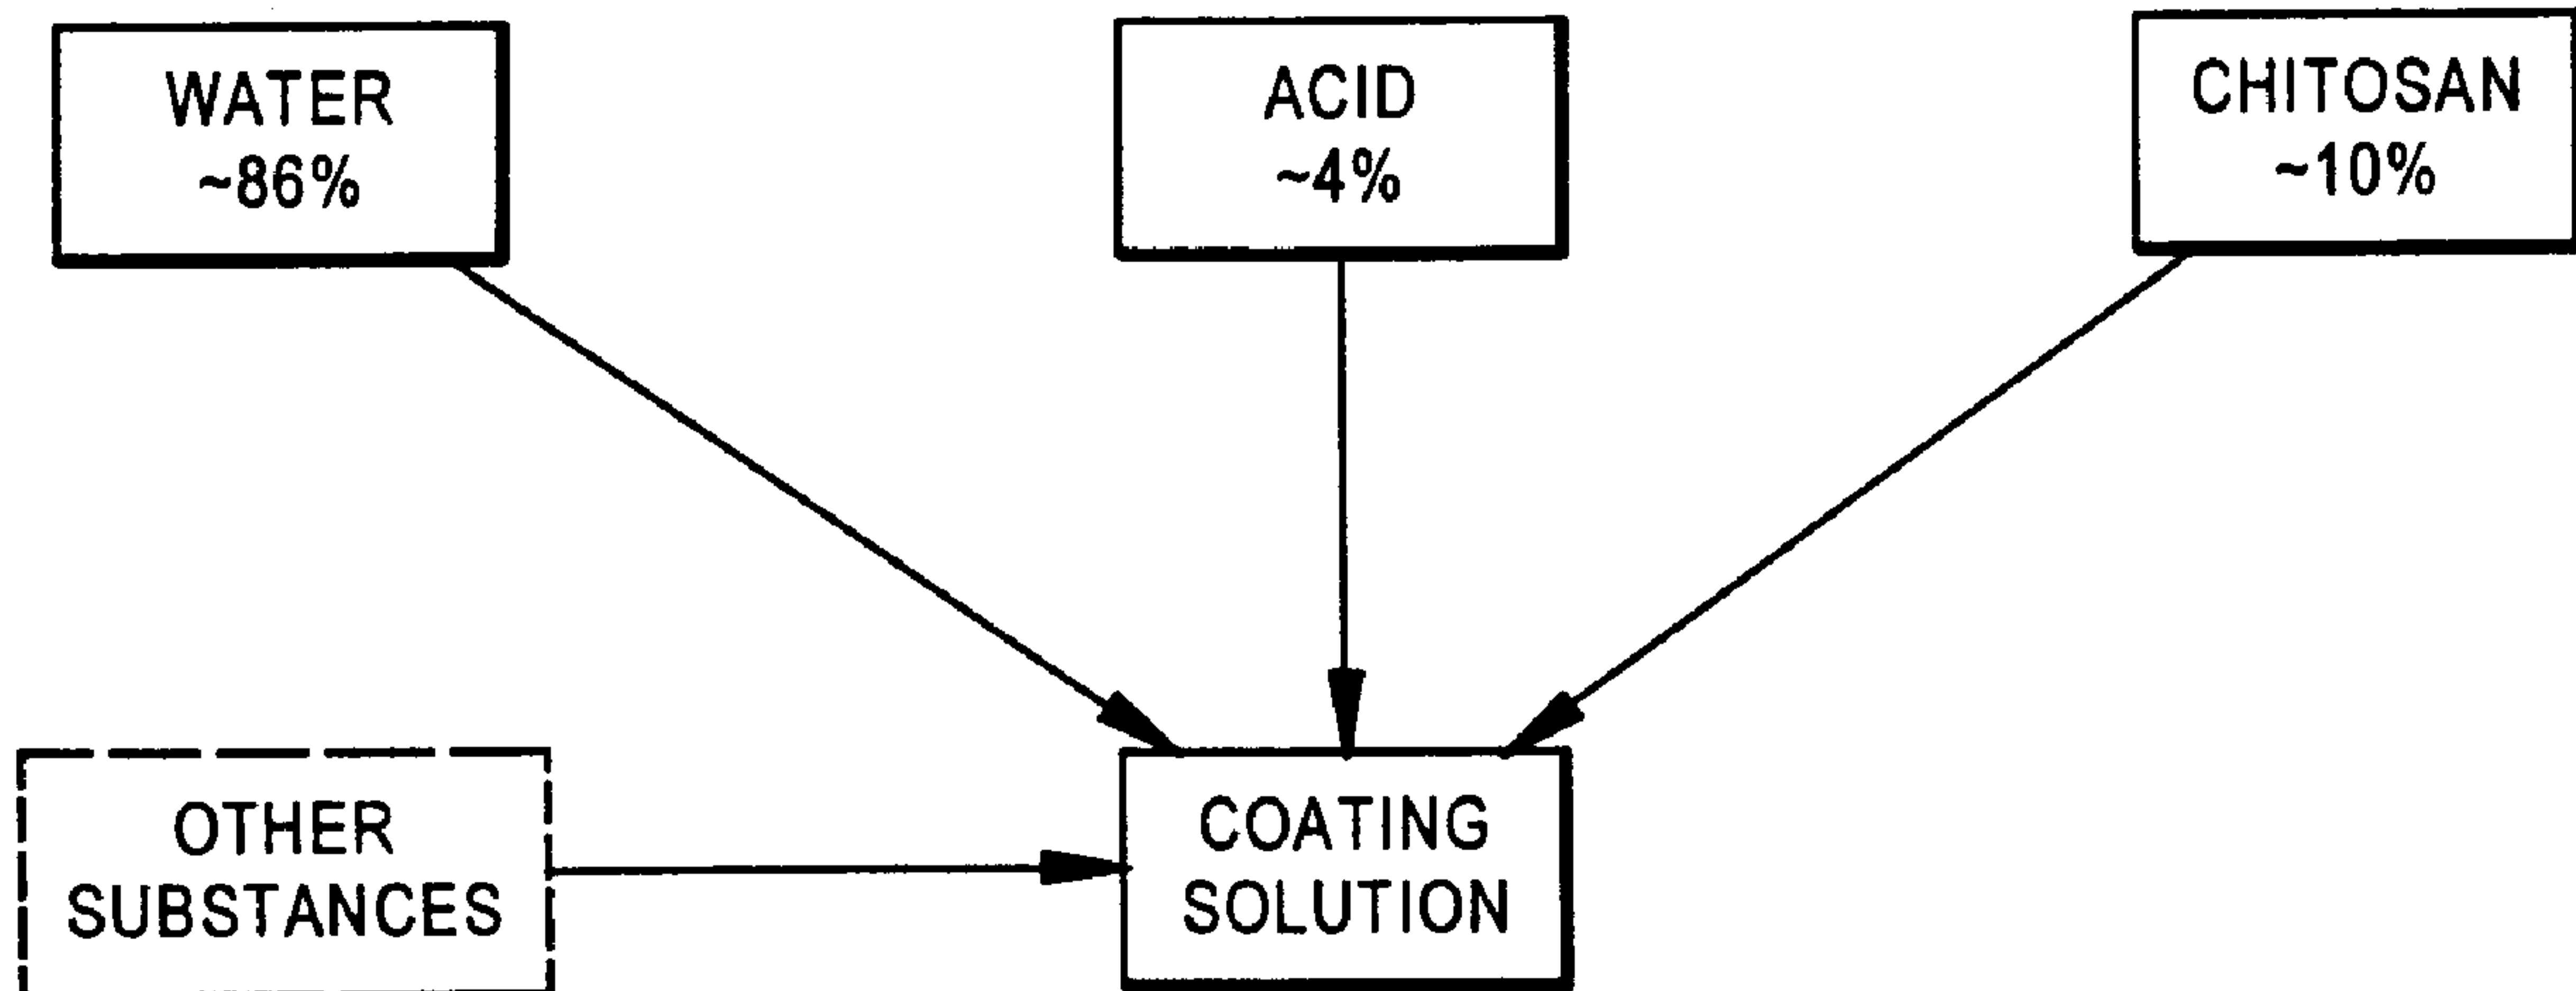 WATER
~86%
ACID
~4%
CHITOSAN
~10%
OTHER
SUBSTANCES
COATING
SOLUTION